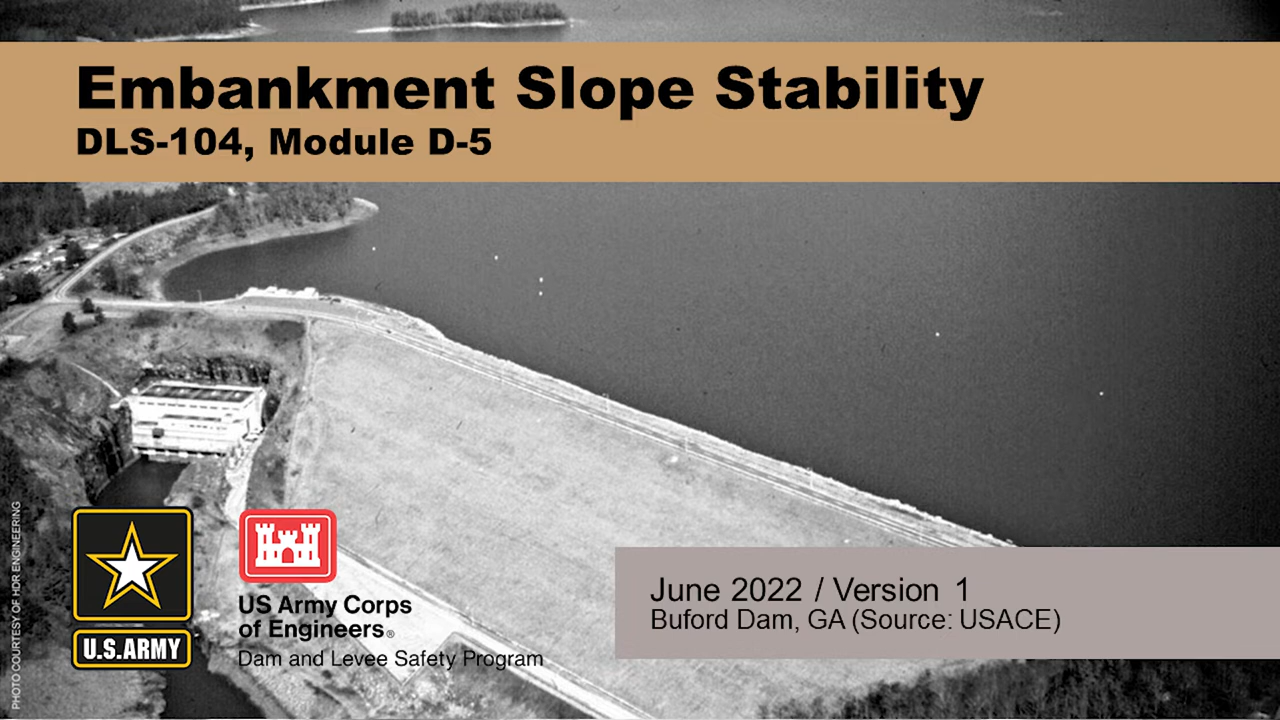 Embankment Slope Stability
DLS-104, Module D-5
PHOTO COURTESY OF HDR ENGINEERING
U.S.ARMY
US Army Corps
of Engineers®
Dam and Levee Safety Program
June 2022 / Version 1
Buford Dam, GA (Source: USACE)